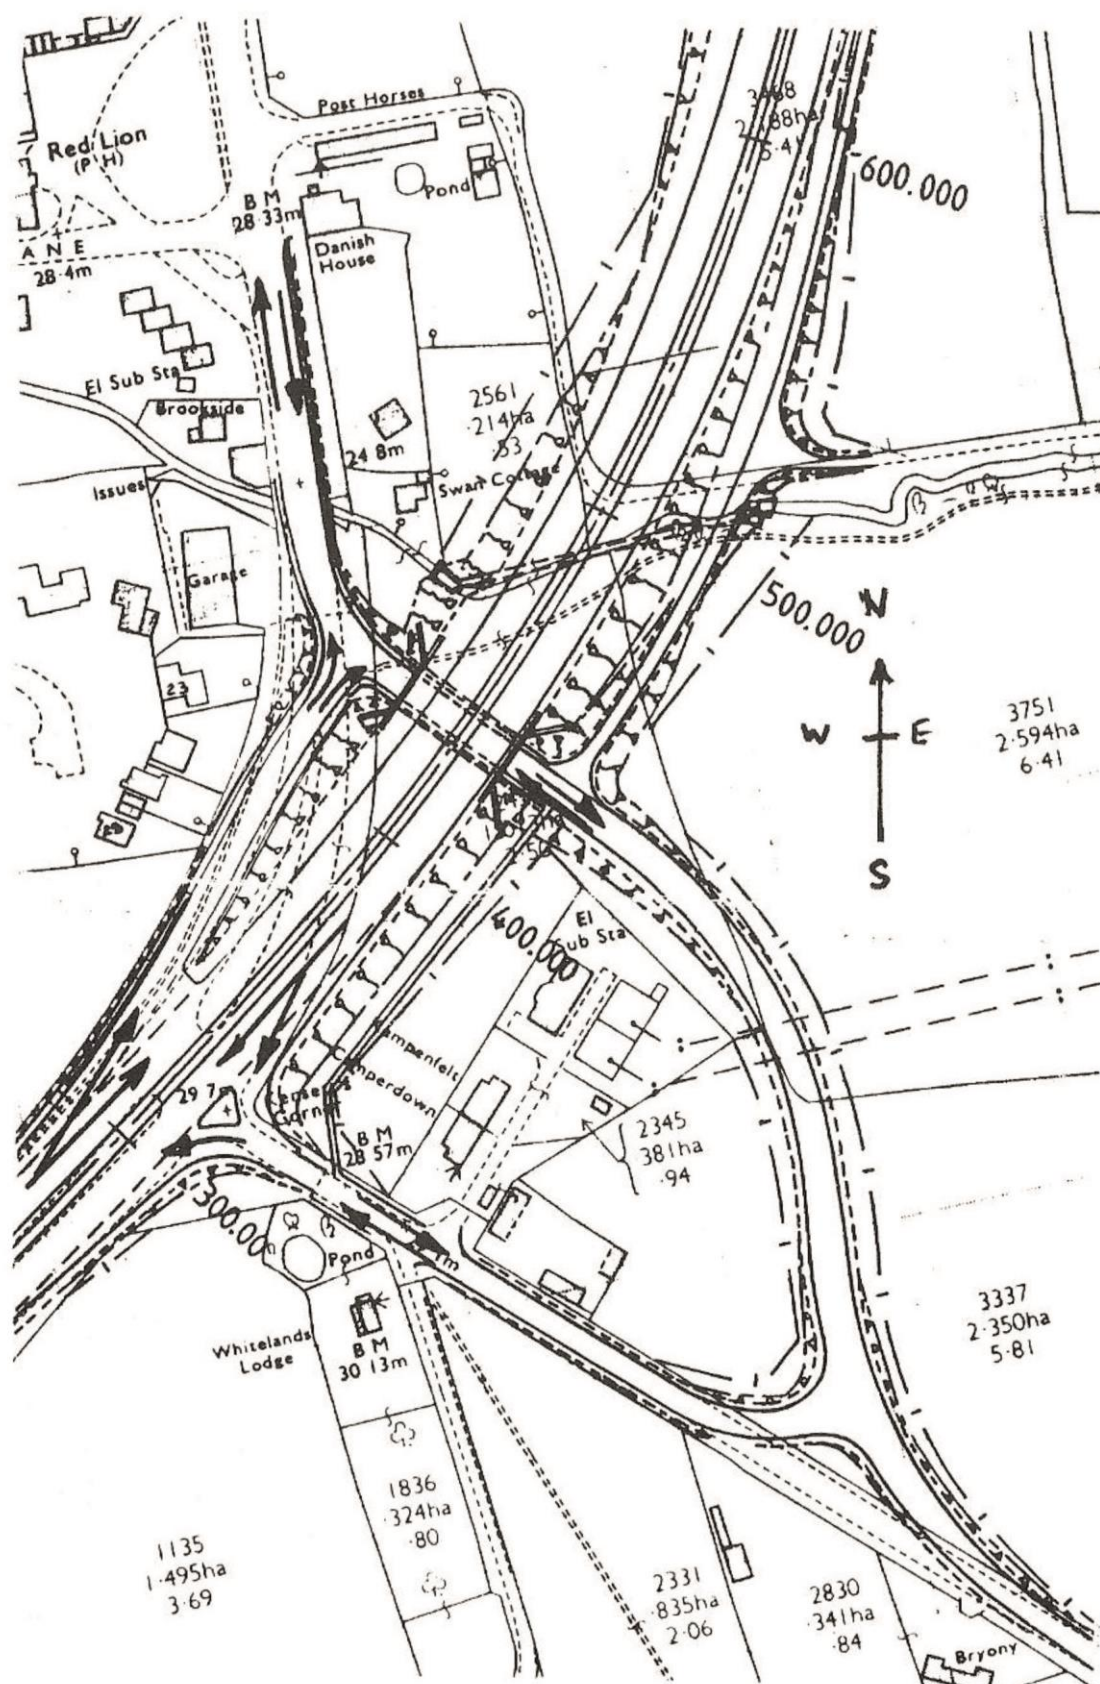 Post Horses
Red Lion
(P H)
Pond
B M
28·33m
600.000
A N E
28·4m
Danish
House
El Sub Sta
Brookside
2561
·214ha
·53
24·8m
Swan Cottage
Issues
Garage
500.000
N
W
E
S
23
3751
2·594ha
6·41
29
400.000
El
Sub Sta
Camperdown
29·7
B M
28·57m
2345
·381ha
·94
Pond
Whitelands
Lodge
B M
30·13m
3337
2·350ha
5·81
1836
·324ha
·80
1135
1·495ha
3·69
2331
·835ha
2·06
2830
·341ha
·84
Bryony